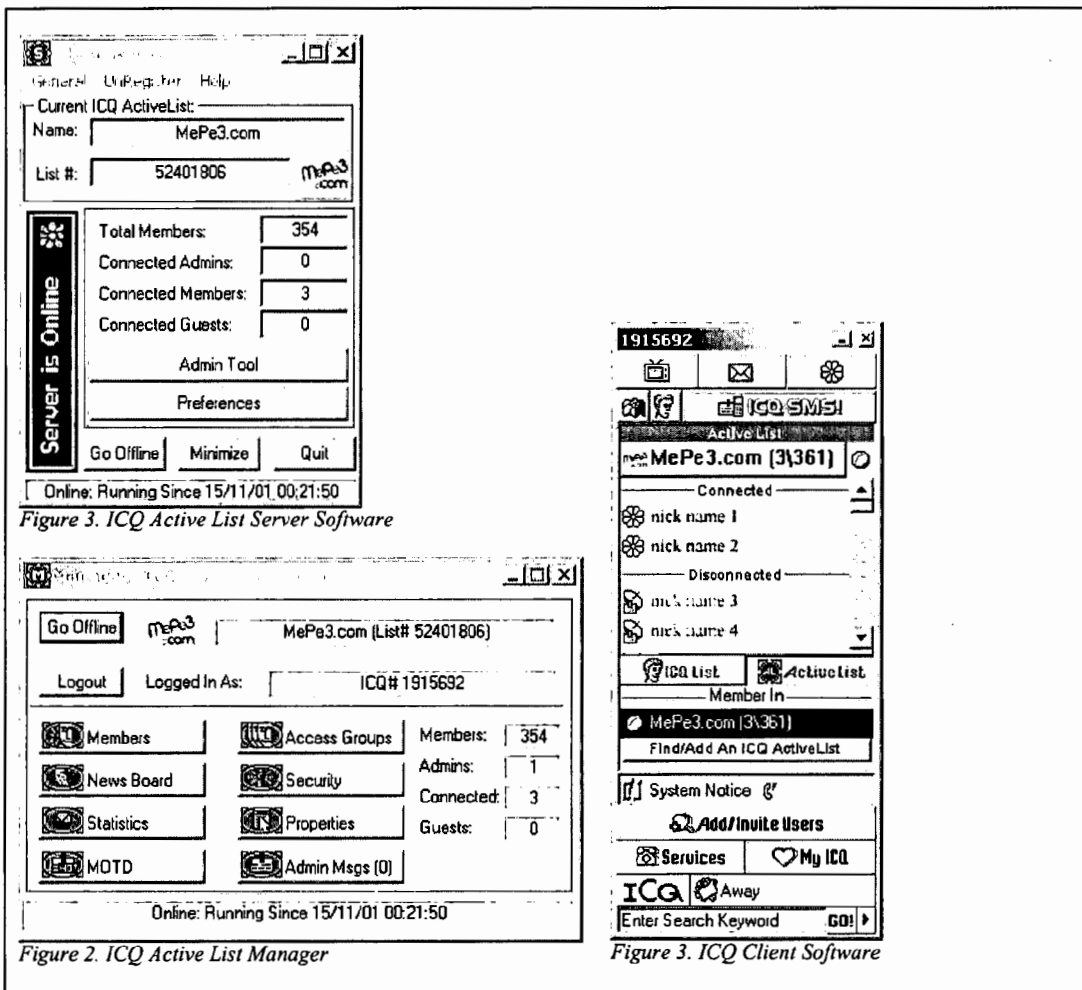 General UnRegister Help
Current ICQ ActiveList:
Name: MePe3.com
List #: 52401806 MePe3.com
Server is Online
Total Members: 354
Connected Admins: 0
Connected Members: 3
Connected Guests: 0
Admin Tool
Preferences
Go Offline Minimize Quit
Online: Running Since 15/11/01 00:21:50
Figure 3. ICQ Active List Server Software
Go Offline MePe3.com MePe3.com (List# 52401806)
Logout Logged In As: ICQ# 1915692
Members Access Groups Members: 354
News Board Security Admins: 1
Statistics Properties Connected: 3
MOTD Admin Msgs (0) Guests: 0
Online: Running Since 15/11/01 00:21:50
Figure 2. ICQ Active List Manager
1915692
ICQ SMS!
Active List
MePe3.com (3\361)
Connected
nick name 1
nick name 2
Disconnected
nick name 3
nick name 4
ICQ List ActiveList
Member In
MePe3.com (3\361)
Find/Add An ICQ ActiveList
System Notice
Add/Invite Users
Services My ICQ
ICQ Away
Enter Search Keyword GO!
Figure 3. ICQ Client Software